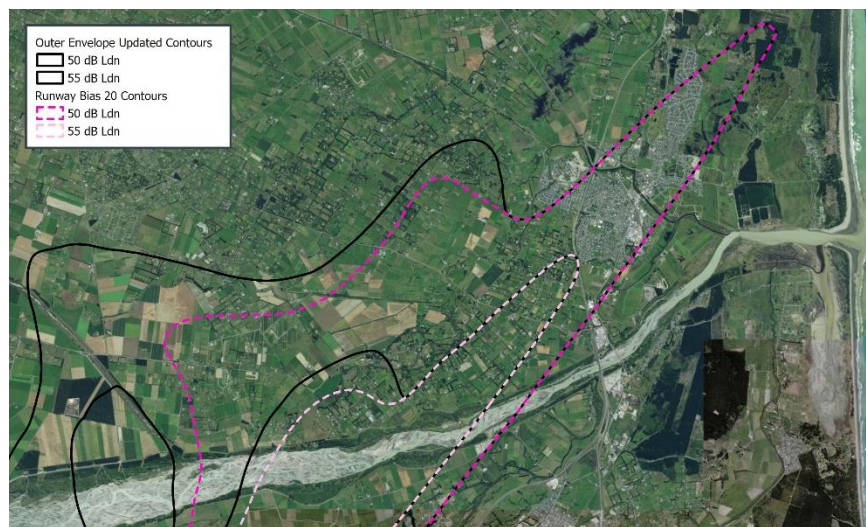 Outer Envelope Updated Contours
50 dB Ldn
55 dB Ldn
Runway Bias 20 Contours
50 dB Ldn
55 dB Ldn